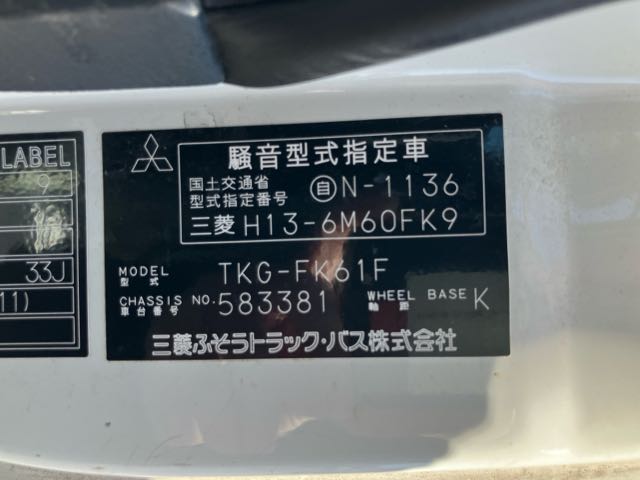 LABEL
9
33J
11)
騒音型式指定車
国土交通省
型式指定番号 自N-1136
三菱 H13-6M60FK9
MODEL
型式 TKG-FK61F
CHASSIS NO.
車台番号 583381 WHEEL BASE
軸距 K
三菱ふそうトラック・バス株式会社